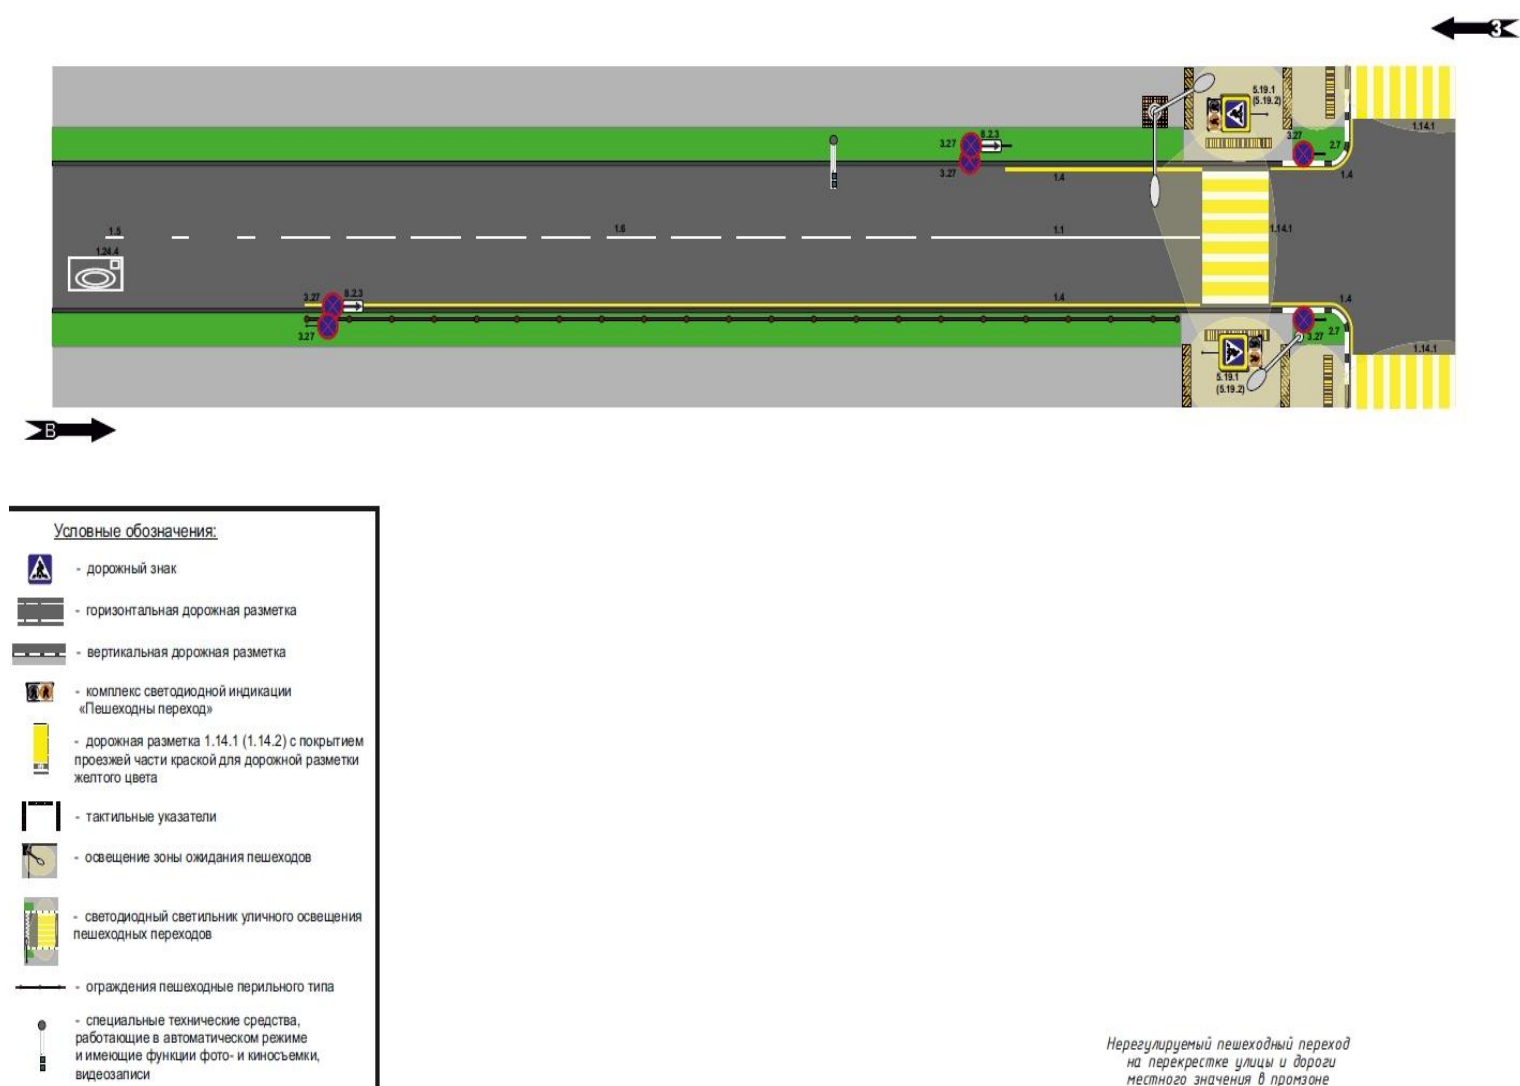 З
5.19.1
(5.19.2)
1.14.1
3.27
8.2.3
3.27
2.7
3.27
1.4
1.4
1.5
1.6
1.1
1.14.1
1.24.4
3.27
8.2.3
1.4
1.4
3.27
3.27
2.7
1.14.1
5.19.1
(5.19.2)
В
Условные обозначения:
- дорожный знак
- горизонтальная дорожная разметка
- вертикальная дорожная разметка
- комплекс светодиодной индикации
«Пешеходны переход»
- дорожная разметка 1.14.1 (1.14.2) с покрытием
проезжей части краской для дорожной разметки
желтого цвета
- тактильные указатели
- освещение зоны ожидания пешеходов
- светодиодный светильник уличного освещения
пешеходных переходов
- ограждения пешеходные перильного типа
- специальные технические средства,
работающие в автоматическом режиме
и имеющие функции фото- и киносъемки,
видеозаписи
Нерегулируемый пешеходный переход
на перекрестке улицы и дороги
местного значения в промзоне